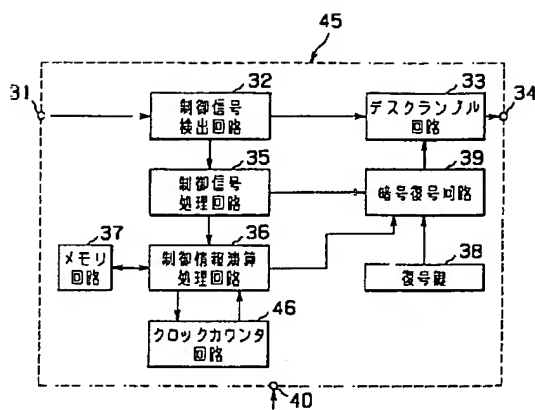 45
31
32
制御信号
検出回路
33
デスクランブル
回路
34
35
制御信号
処理回路
39
暗号復号回路
37
メモリ
回路
36
制御情報演算
処理回路
38
復号鍵
46
クロックカウンタ
回路
40